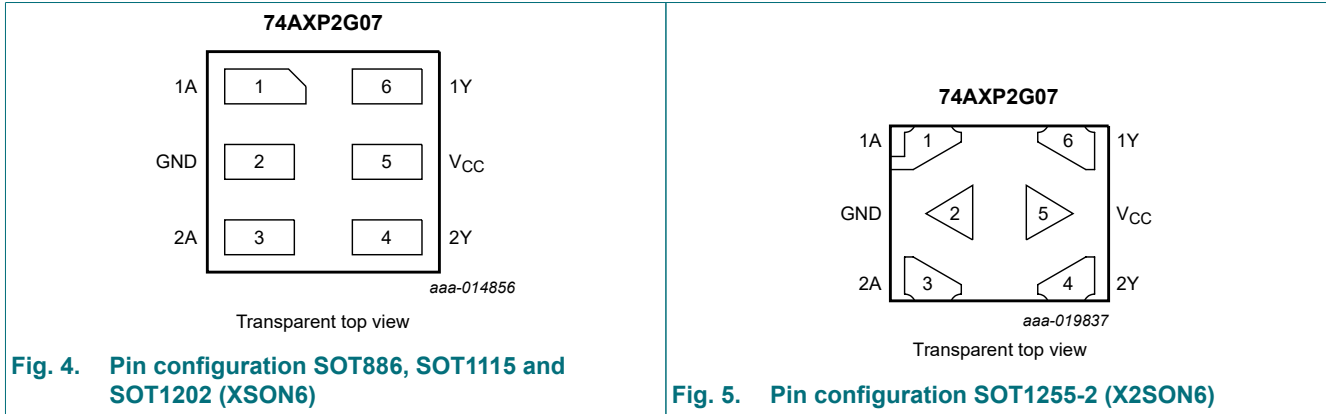 74AXP2G07
1A 1 6 1Y
GND 2 5 VCC
2A 3 4 2Y
aaa-014856
Transparent top view
Fig. 4. Pin configuration SOT886, SOT1115 and
SOT1202 (XSON6)
74AXP2G07
1A 1 6 1Y
GND 2 5 VCC
2A 3 4 2Y
aaa-019837
Transparent top view
Fig. 5. Pin configuration SOT1255-2 (X2SON6)